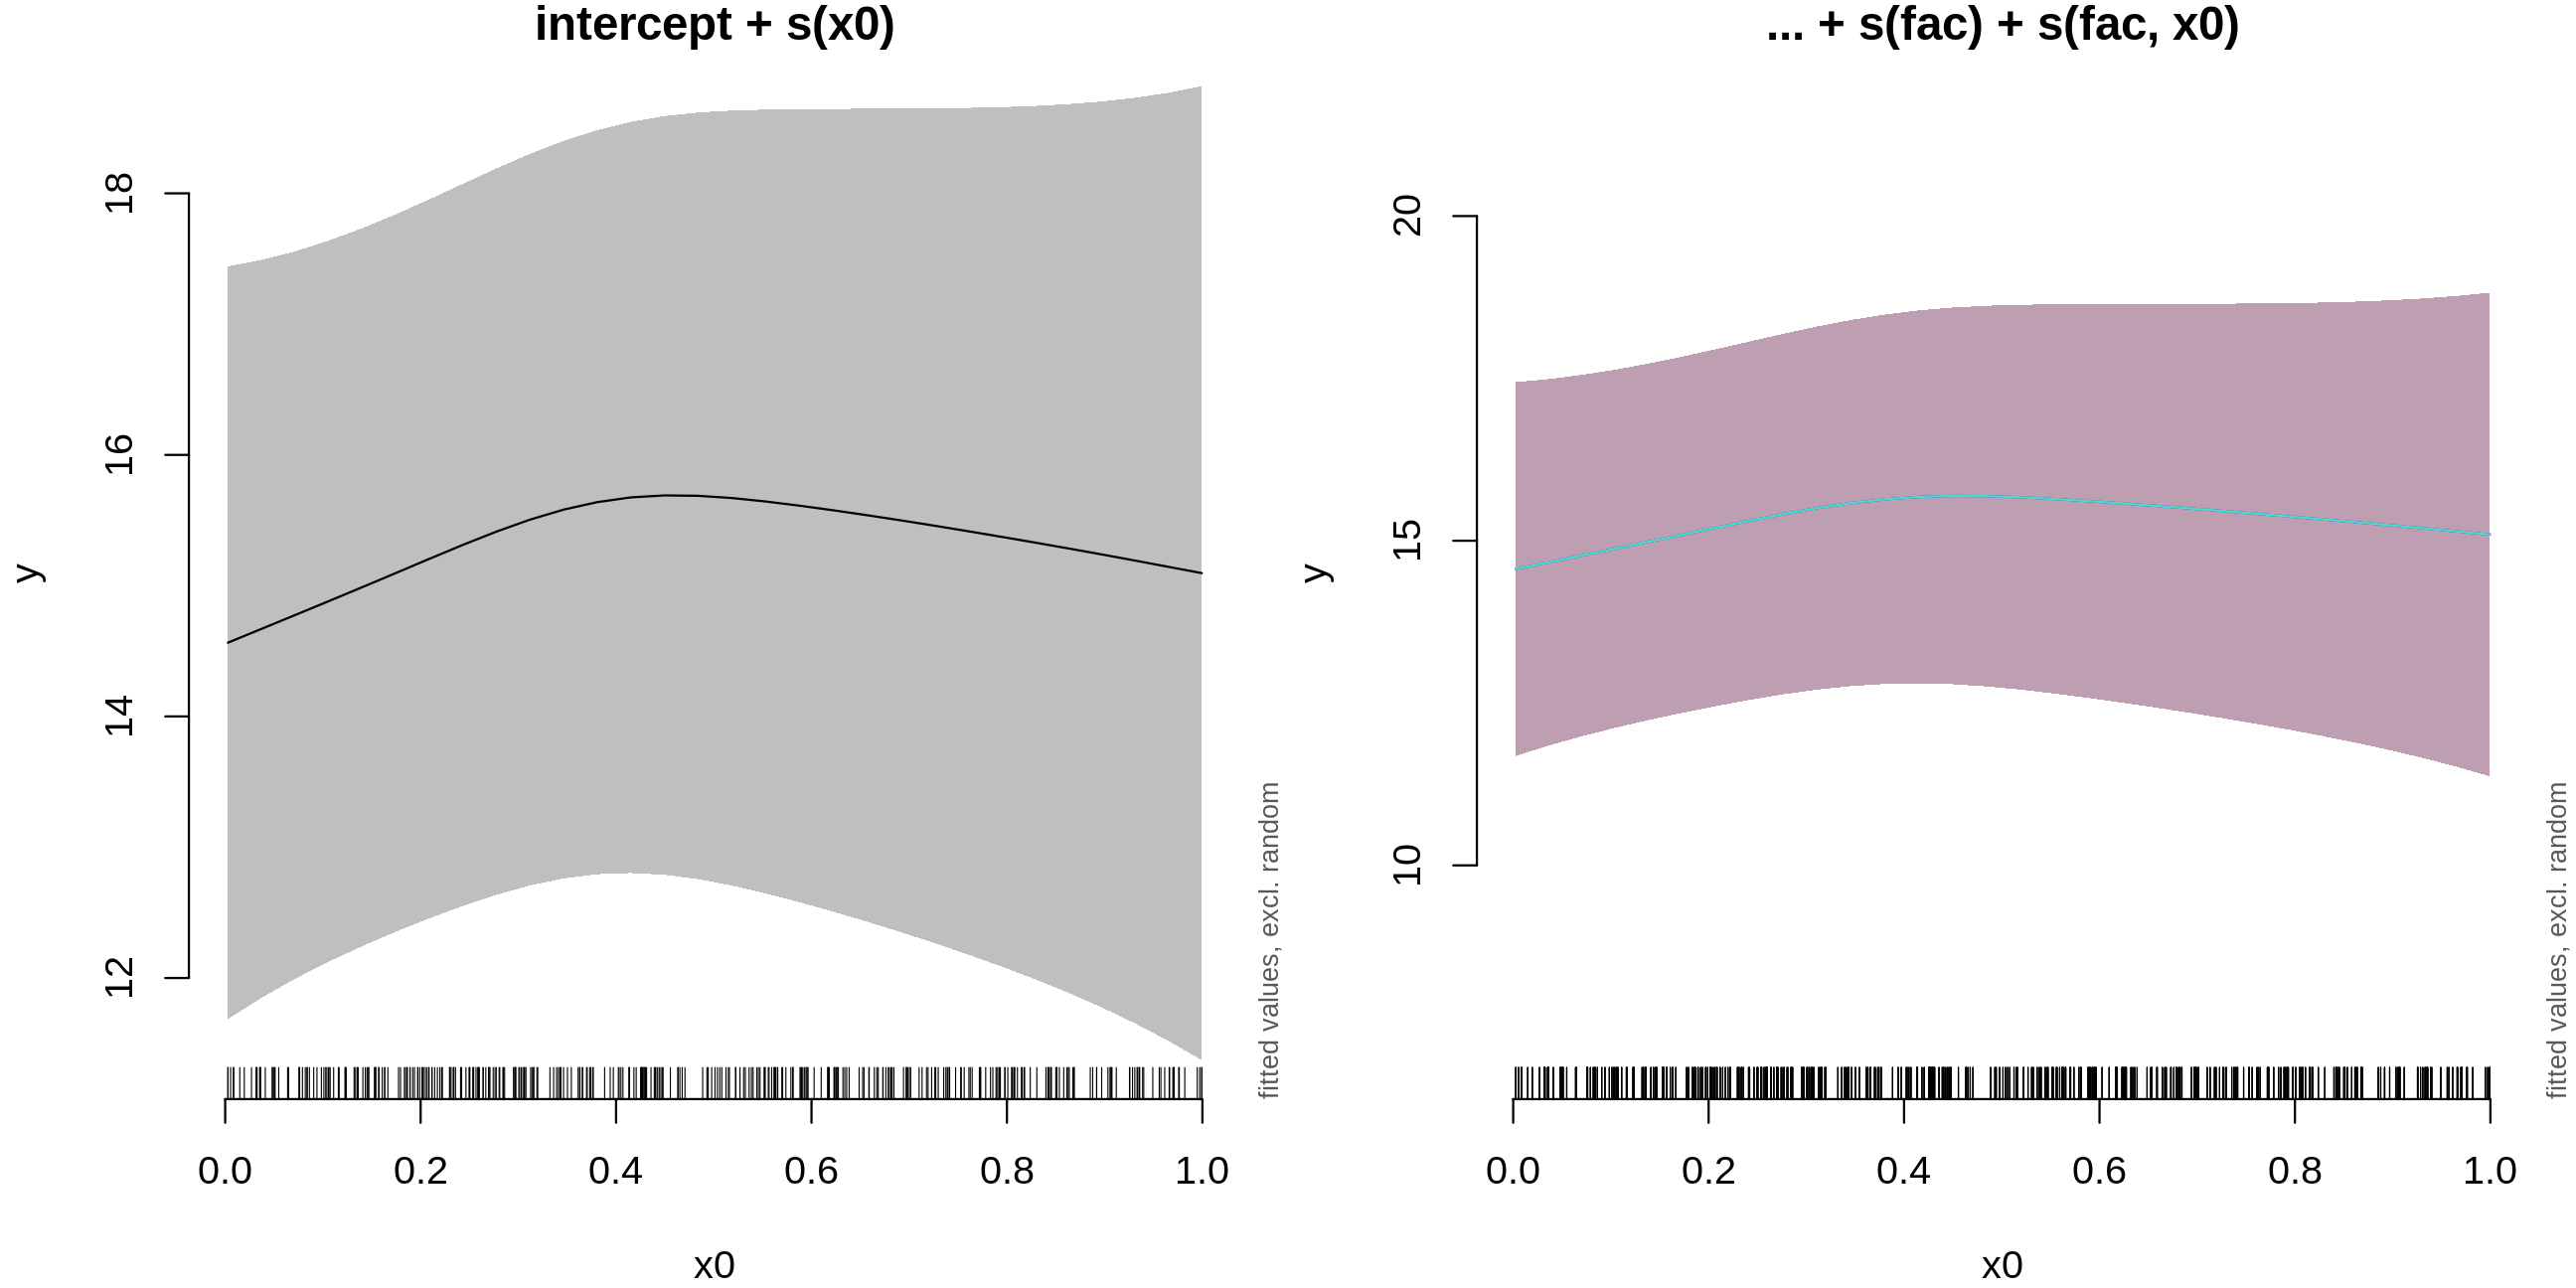 intercept + s(x0)
y
18
16
14
12
0.0 0.2 0.4 0.6 0.8 1.0
x0
fitted values, excl. random
... + s(fac) + s(fac, x0)
y
20
15
10
0.0 0.2 0.4 0.6 0.8 1.0
x0
fitted values, excl. random